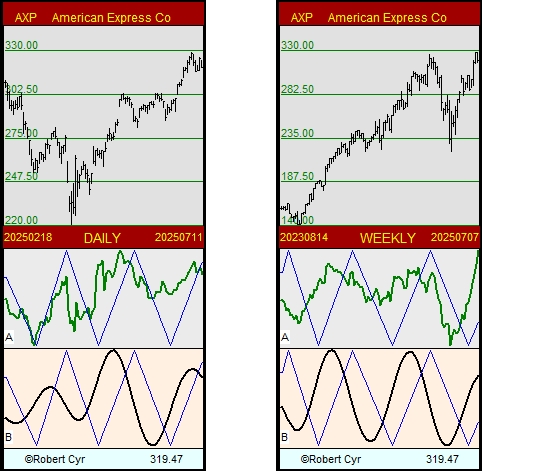 AXP American Express Co
330.00
302.50
275.00
247.50
220.00
20250218 DAILY 20250711
A
B
©Robert Cyr 319.47
AXP American Express Co
330.00
282.50
235.00
187.50
140.00
20230814 WEEKLY 20250707
A
B
©Robert Cyr 319.47